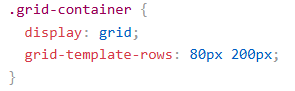 .grid-container {
  display: grid;
  grid-template-rows: 80px 200px;
}